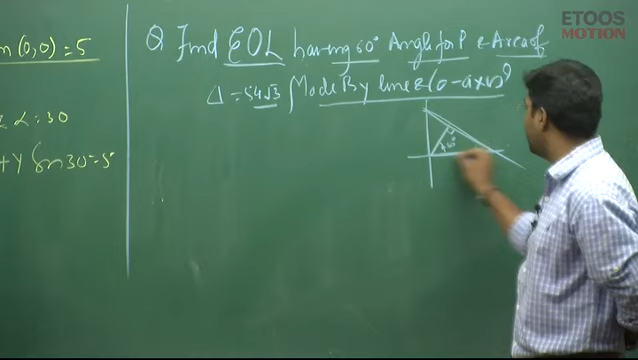 ETOOS
MOTION
n (0,0) = 5
α = 30
+ Y Sin 30° = 5
Q Find EOL having 60° Angle for P & Area of
Δ = 54√3 Made By line & Co-axis?
60°